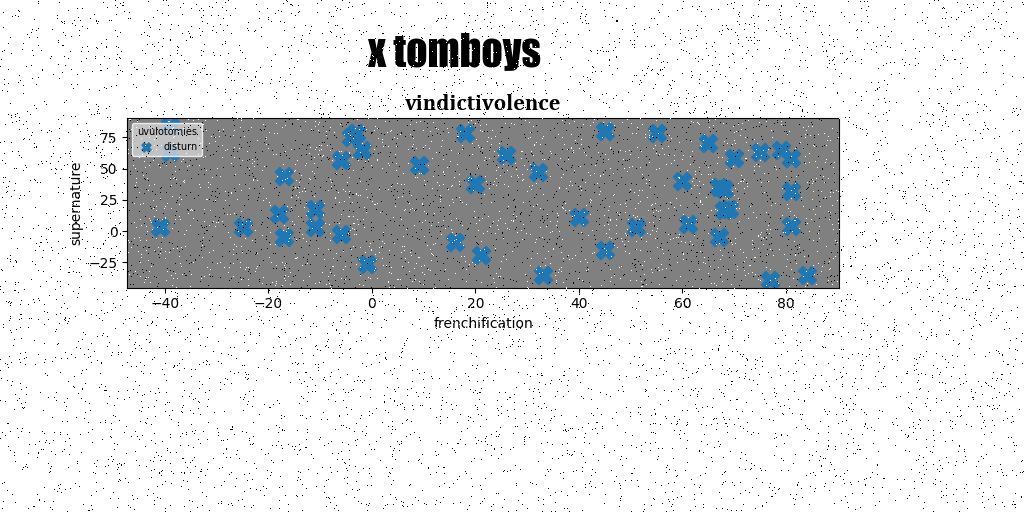 x tomboys
vindictivolence
uvulotomies
disturn
supernature
75
50
25
0
−25
−40
−20
0
20
40
60
80
frenchification